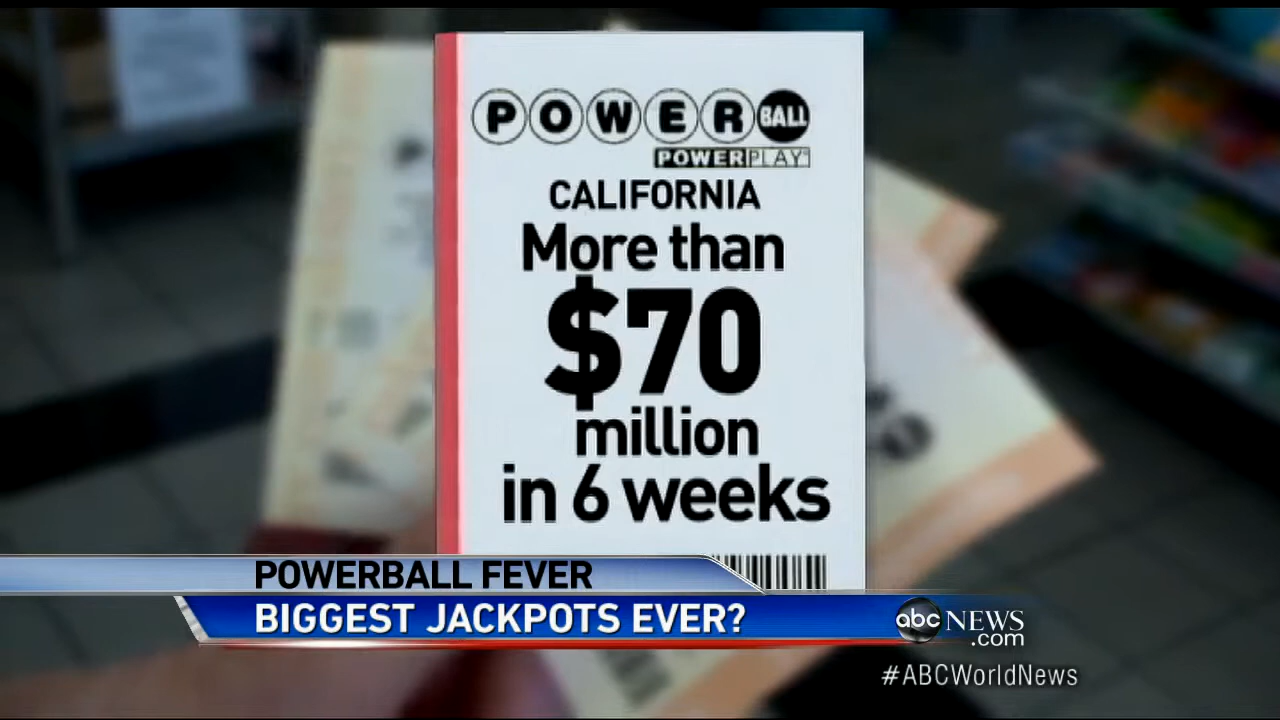 POWERBALL
POWERPLAY
CALIFORNIA
More than
$70
million
in 6 weeks
POWERBALL FEVER
BIGGEST JACKPOTS EVER?
abc NEWS
.com
#ABCWorldNews